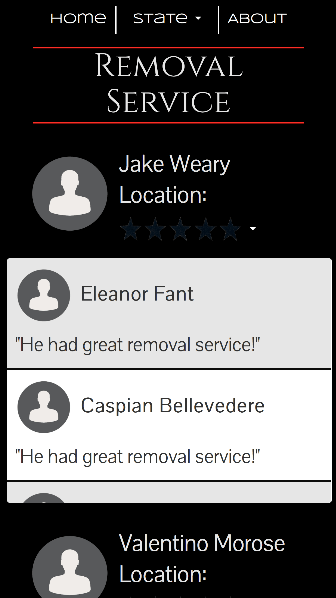 Home State About
Removal
Service
Jake Weary
Location:
Eleanor Fant
"He had great removal service!"
Caspian Bellevedere
"He had great removal service!"
Valentino Morose
Location: